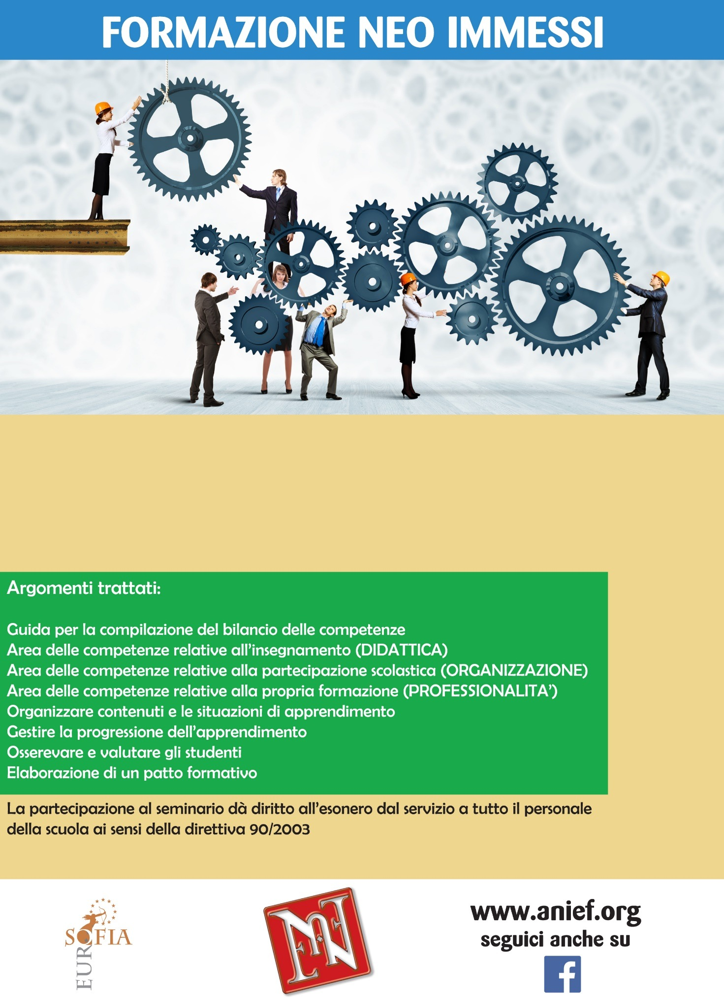 FORMAZIONE NEO IMMESSI
Argomenti trattati:
Guida per la compilazione del bilancio delle competenze
Area delle competenze relative all'insegnamento (DIDATTICA)
Area delle competenze relative alla partecipazione scolastica (ORGANIZZAZIONE)
Area delle competenze relative alla propria formazione (PROFESSIONALITA')
Organizzare contenuti e le situazioni di apprendimento
Gestire la progressione dell'apprendimento
Osserevare e valutare gli studenti
Elaborazione di un patto formativo
La partecipazione al seminario dà diritto all'esonero dal servizio a tutto il personale
della scuola ai sensi della direttiva 90/2003
SOFIA
EUR
www.anief.org
seguici anche su
f